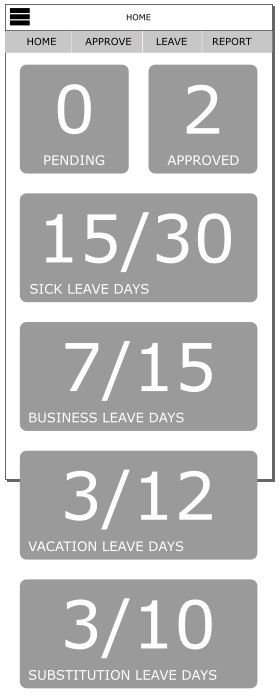 HOME
HOME APPROVE LEAVE REPORT
0 2
PENDING APPROVED
15/30
SICK LEAVE DAYS
7/15
BUSINESS LEAVE DAYS
3/12
VACATION LEAVE DAYS
3/10
SUBSTITUTION LEAVE DAYS